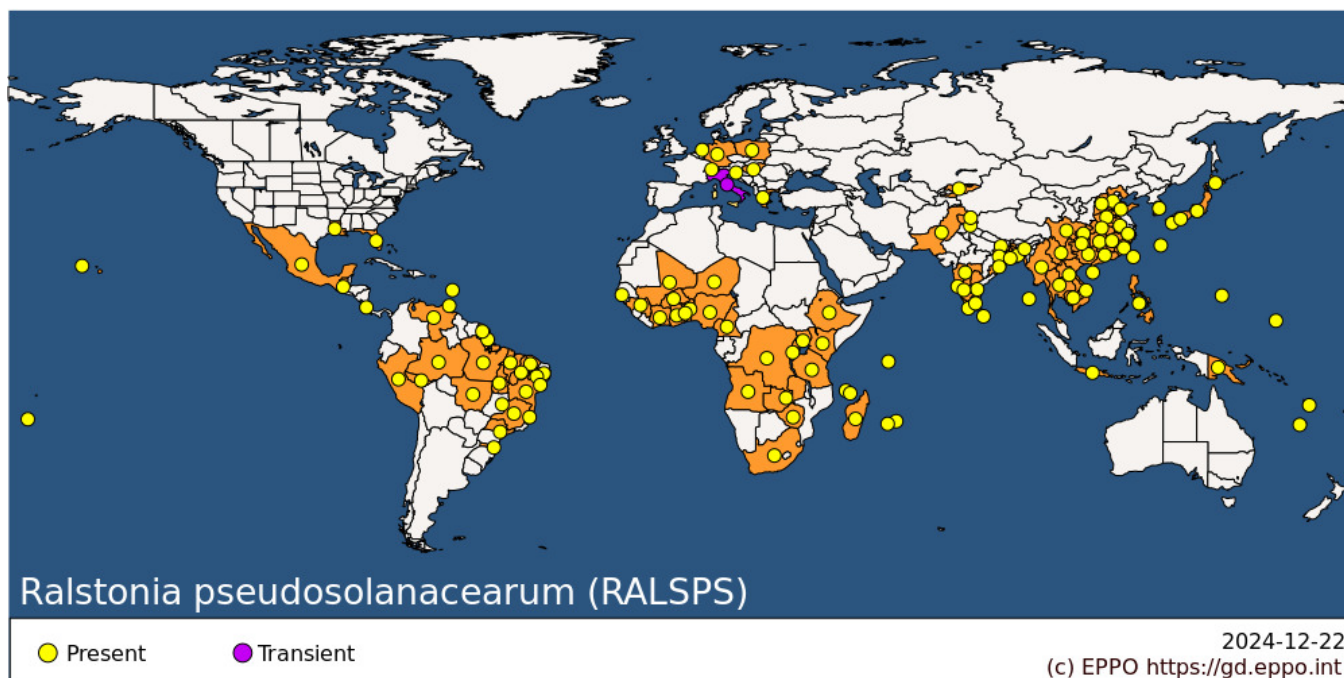 Ralstonia pseudosolanacearum (RALSPS)
Present
Transient
2024-12-22
(c) EPPO https://gd.eppo.int